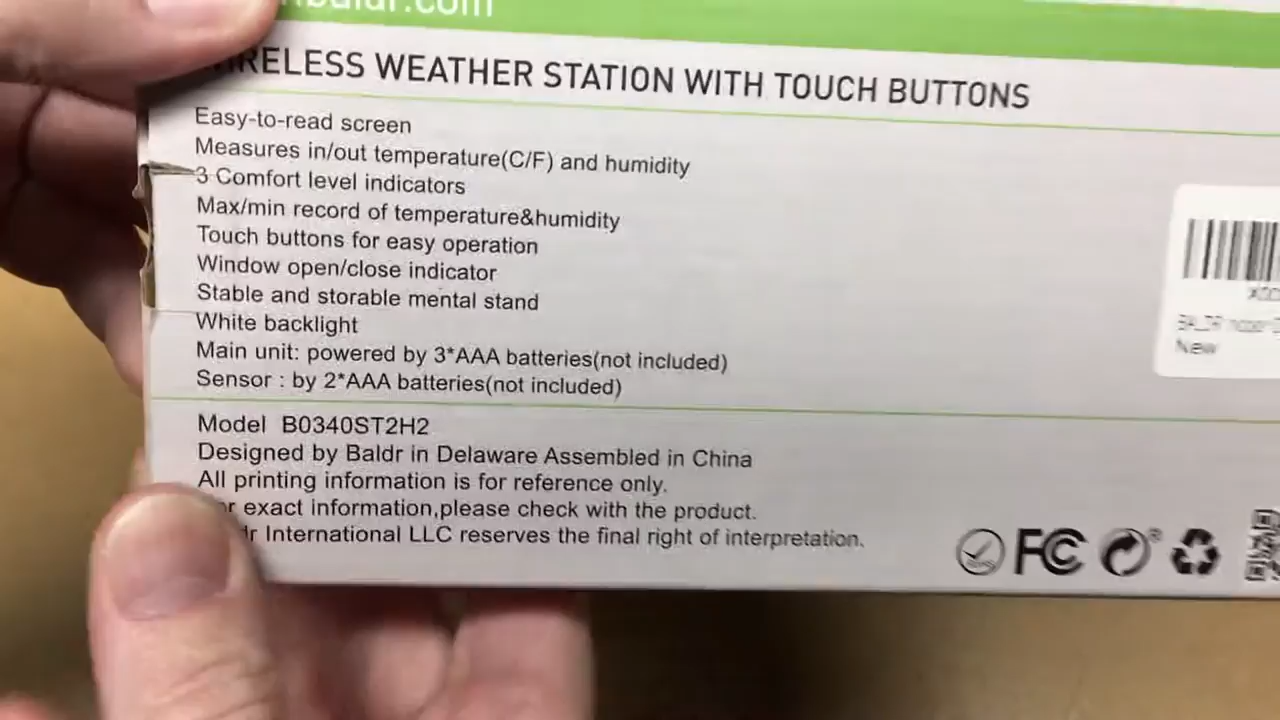 baldr.com
WIRELESS WEATHER STATION WITH TOUCH BUTTONS
Easy-to-read screen
Measures in/out temperature(C/F) and humidity
3 Comfort level indicators
Max/min record of temperature&humidity
Touch buttons for easy operation
Window open/close indicator
Stable and storable mental stand
White backlight
Main unit: powered by 3*AAA batteries(not included)
Sensor : by 2*AAA batteries(not included)
Model B0340ST2H2
Designed by Baldr in Delaware Assembled in China
All printing information is for reference only.
exact information,please check with the product.
International LLC reserves the final right of interpretation.
FC
BALDR
New